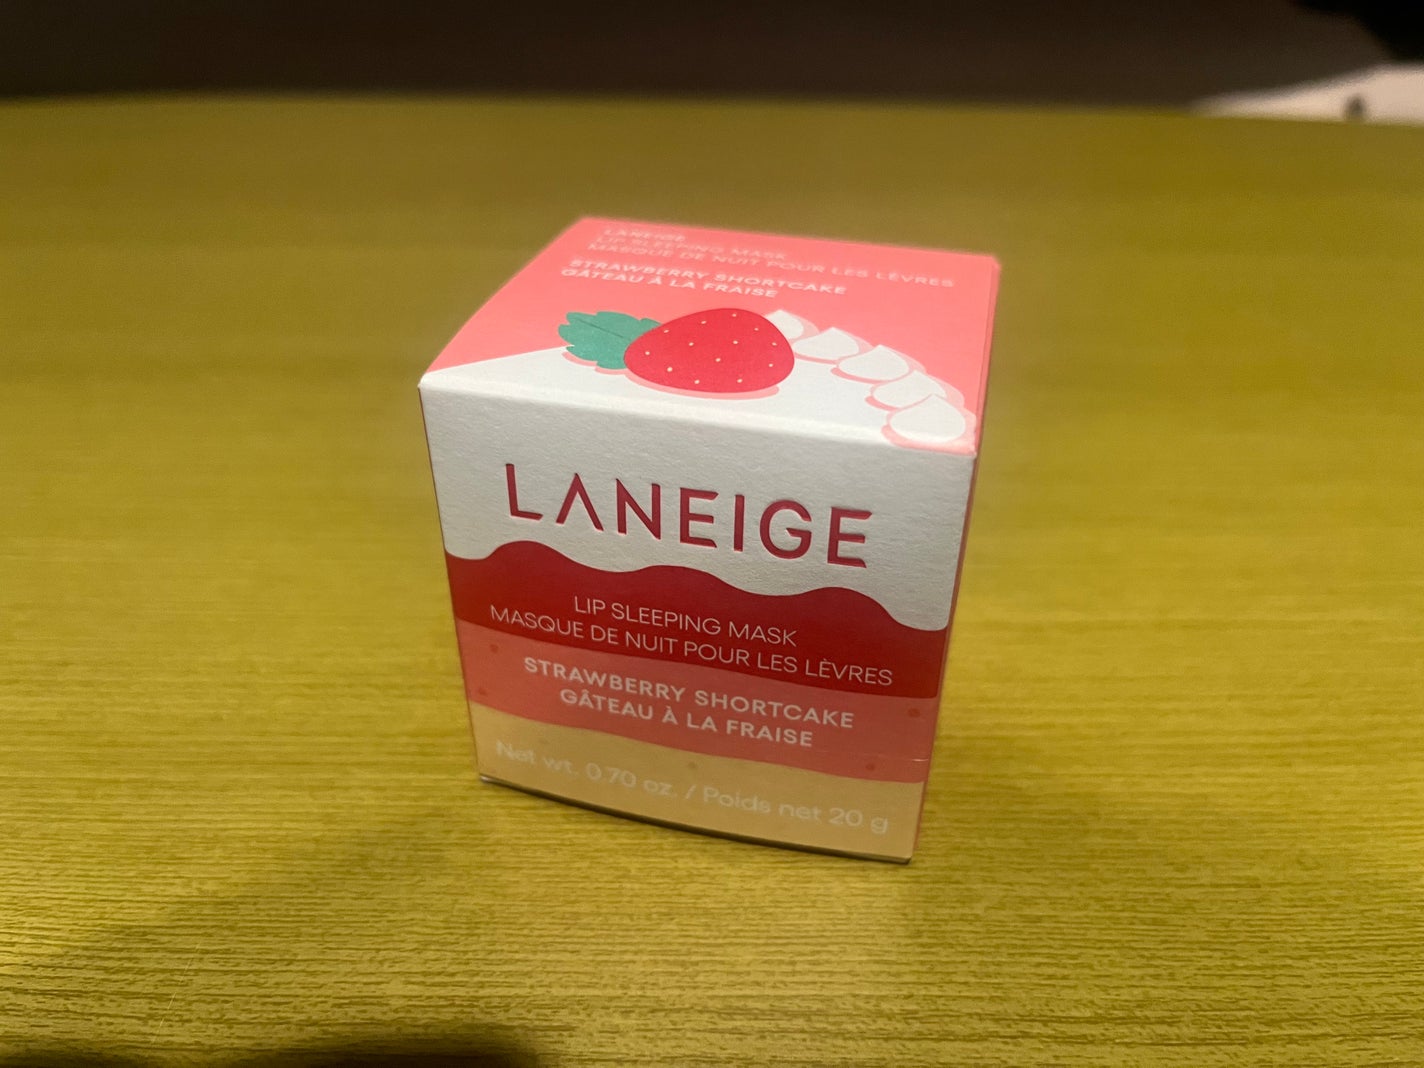 LANEIGE
LIP SLEEPING MASK
MASQUE DE NUIT POUR LES LÈVRES
STRAWBERRY SHORTCAKE
GÂTEAU À LA FRAISE
LANEIGE
LIP SLEEPING MASK
MASQUE DE NUIT POUR LES LÈVRES
STRAWBERRY SHORTCAKE
GÂTEAU À LA FRAISE
Net wt. 0.70 oz. / Poids net 20 g